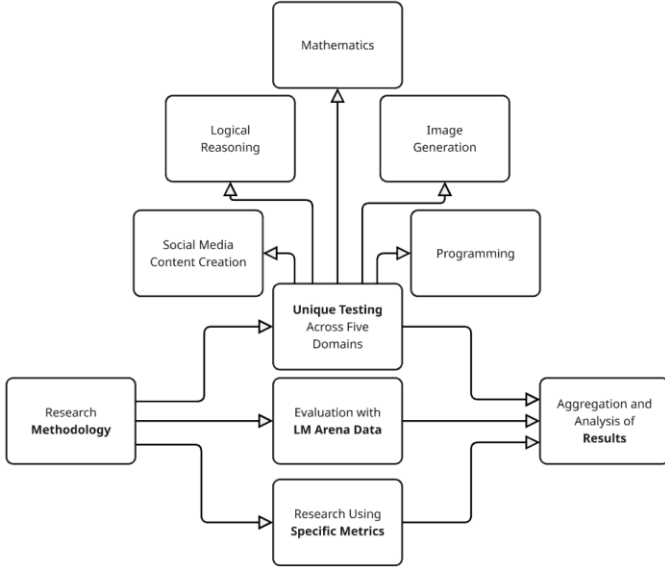 Mathematics
Logical
Reasoning
Image
Generation
Social Media
Content Creation
Programming
Unique Testing
Across Five
Domains
Research
Methodology
Evaluation with
LM Arena Data
Aggregation and
Analysis of
Results
Research Using
Specific Metrics